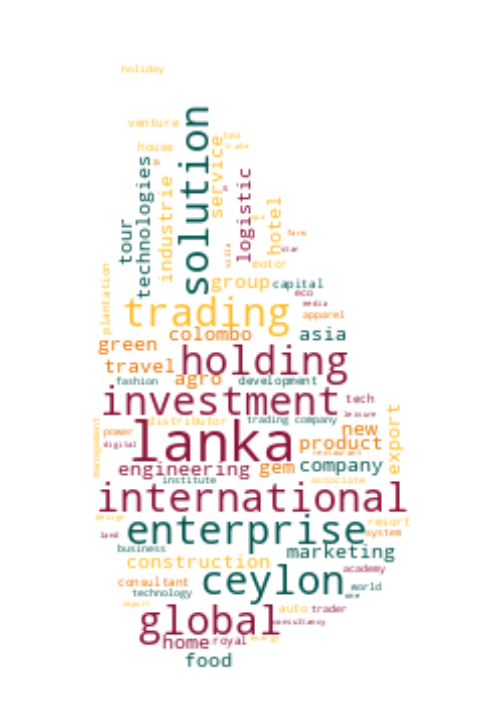 holiday
venture
solution
tea
trade
house
service
technologies
industrie
logistic
hotel
tour
farm
star
villa
motor
plantation
group
capital
eco
media
trading
apparel
colombo
asia
green
holding
travel
fashion
agro
development
investment
tech
leisure
distributor
trading company
export
lanka
new
power
digital
product
management
restaurant
engineering
gem
company
institute
associate
international
design
enterprise
resort
system
land
business
marketing
construction
academy
consultant
ceylon
world
technology
one
import
global
auto
trader
consultancy
home
royal
energy
food